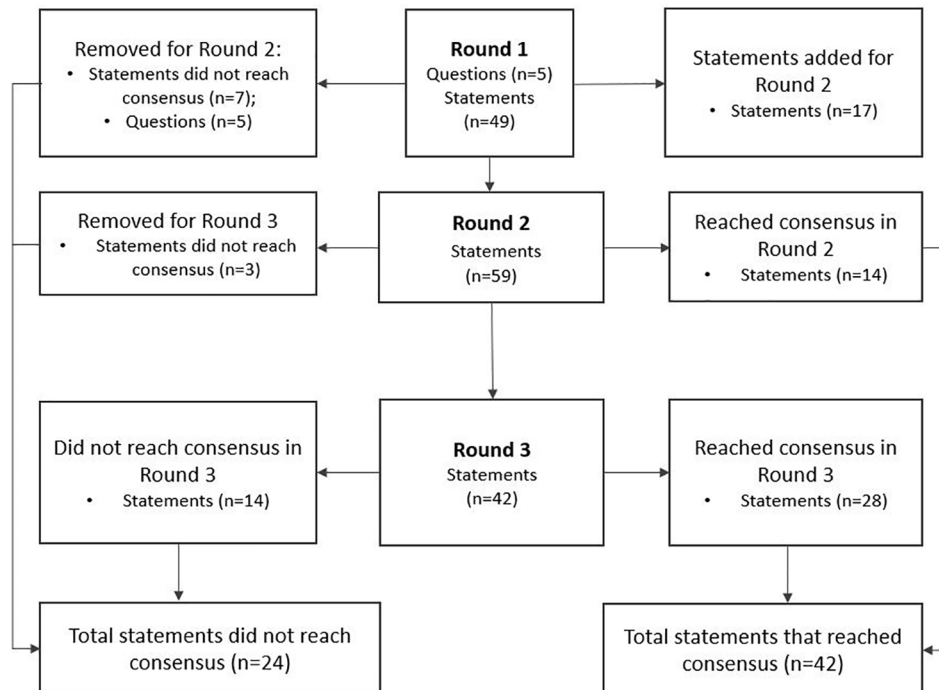 Removed for Round 2:
• Statements did not reach
consensus (n=7);
• Questions (n=5)
Round 1
Questions (n=5)
Statements
(n=49)
Statements added for
Round 2
• Statements (n=17)
Removed for Round 3
• Statements did not reach
consensus (n=3)
Round 2
Statements
(n=59)
Reached consensus in
Round 2
• Statements (n=14)
Did not reach consensus in
Round 3
• Statements (n=14)
Round 3
Statements
(n=42)
Reached consensus in
Round 3
• Statements (n=28)
Total statements did not reach
consensus (n=24)
Total statements that reached
consensus (n=42)